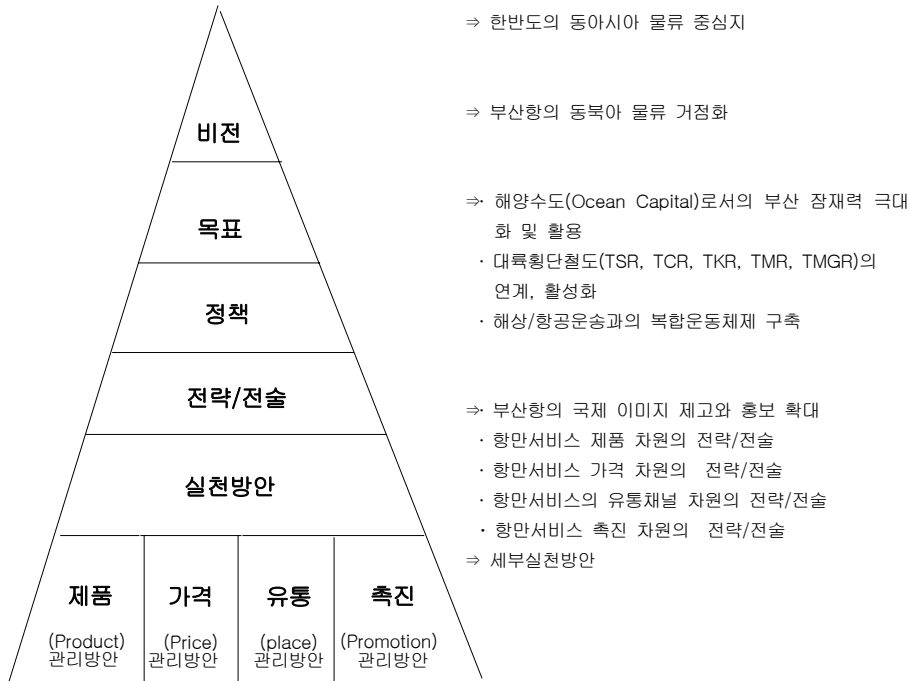 ⇒ 한반도의 동아시아 물류 중심지
⇒ 부산항의 동북아 물류 거점화
비전
⇒· 해양수도(Ocean Capital)로서의 부산 잠재력 극대
화 및 활용
목표
· 대륙횡단철도(TSR, TCR, TKR, TMR, TMGR)의
연계, 활성화
정책
· 해상/항공운송과의 복합운동체제 구축
전략/전술
⇒· 부산항의 국제 이미지 제고와 홍보 확대
· 항만서비스 제품 차원의 전략/전술
· 항만서비스 가격 차원의 전략/전술
실천방안
· 항만서비스의 유통채널 차원의 전략/전술
· 항만서비스 촉진 차원의 전략/전술
⇒ 세부실천방안
제품 가격 유통 촉진
(Product) (Price) (place) (Promotion)
관리방안 관리방안 관리방안 관리방안